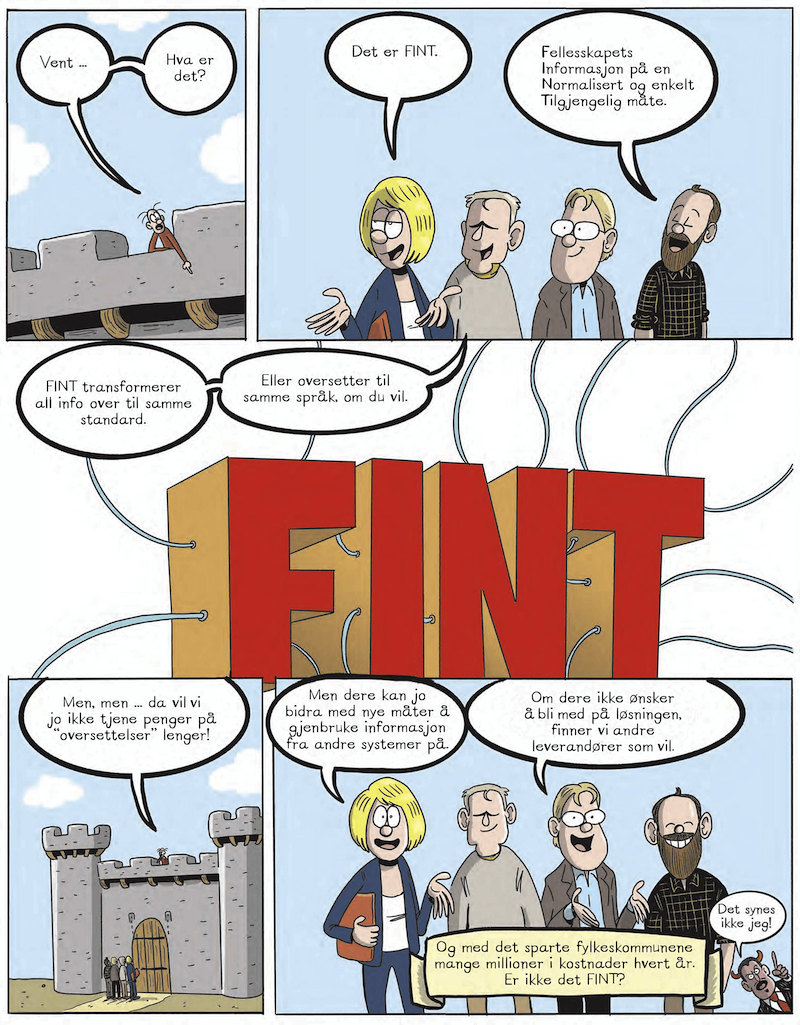 Vent ...
Hva er
det?
Det er FINT.
Fellesskapets
Informasjon på en
Normalisert og enkelt
Tilgjengelig måte.
FINT transformerer
all info over til samme
standard.
Eller oversetter til
samme språk, om du vil.
FINT
Men, men ... da vil vi
jo ikke tjene penger på
"oversettelser" lenger!
Men dere kan jo
bidra med nye måter å
gjenbruke informasjon
fra andre systemer på.
Om dere ikke ønsker
å bli med på løsningen,
finner vi andre
leverandører som vil.
Og med det sparte fylkeskommunene
mange millioner i kostnader hvert år.
Er ikke det FINT?
Det synes
ikke jeg!